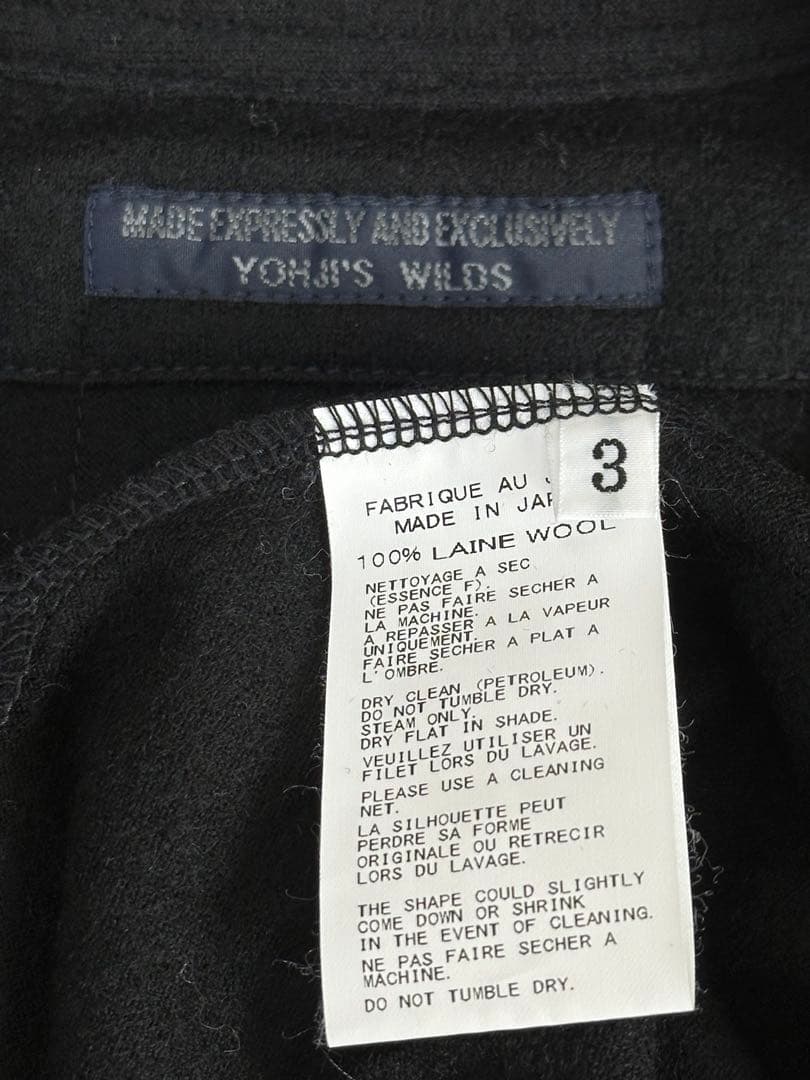 MADE EXPRESSLY AND EXCLUSIVELY
YOHJI'S WILDS
3
FABRIQUE AU
MADE IN JAP
100% LAINE WOOL
NETTOYAGE A SEC
(ESSENCE F).
NE PAS FAIRE SECHER A
LA MACHINE.
A REPASSER A LA VAPEUR
UNIQUEMENT.
FAIRE SECHER A PLAT A
L'OMBRE.
DRY CLEAN (PETROLEUM).
DO NOT TUMBLE DRY.
STEAM ONLY.
DRY FLAT IN SHADE.
VEUILLEZ UTILISER UN
FILET LORS DU LAVAGE.
PLEASE USE A CLEANING
NET.
LA SILHOUETTE PEUT
PERDRE SA FORME
ORIGINALE OU RETRECIR
LORS DU LAVAGE.
THE SHAPE COULD SLIGHTLY
COME DOWN OR SHRINK
IN THE EVENT OF CLEANING.
NE PAS FAIRE SECHER A
MACHINE.
DO NOT TUMBLE DRY.